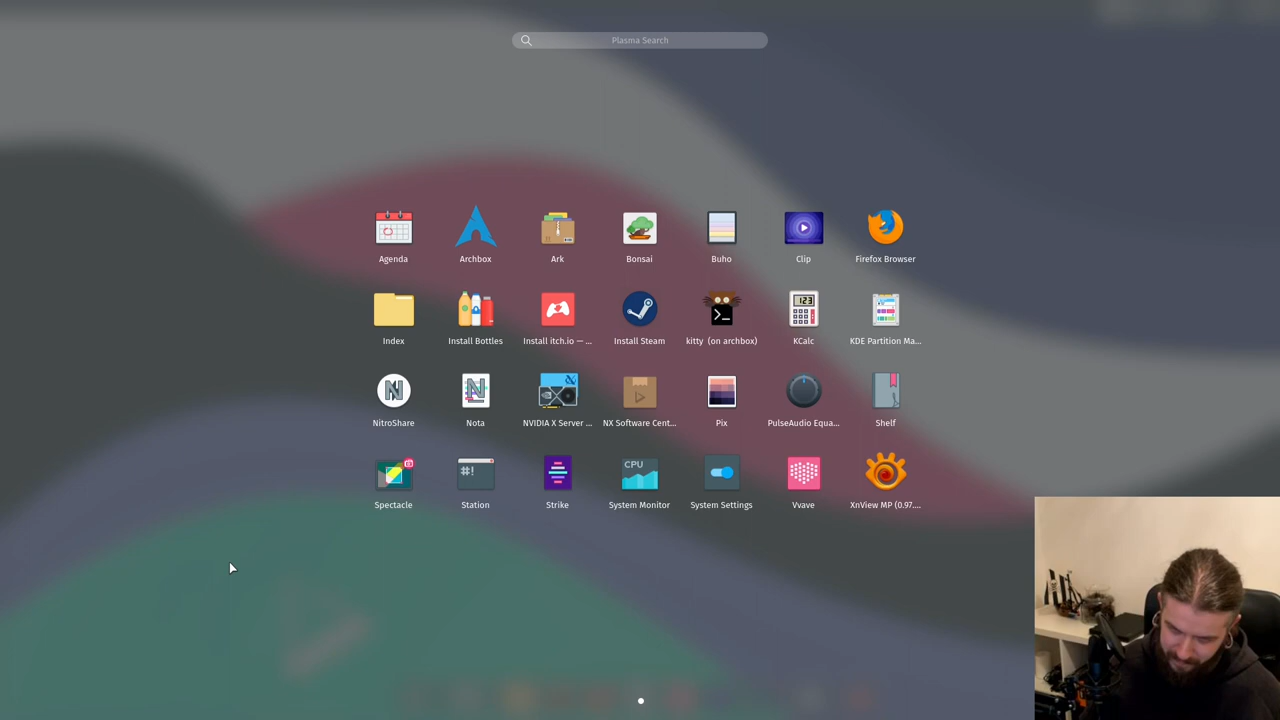 Plasma Search
Agenda
Archbox
Ark
Bonsai
Buho
Clip
Firefox Browser
Index
Install Bottles
Install itch.io — ...
Install Steam
kitty (on archbox)
123
KCalc
KDE Partition Ma...
NitroShare
Nota
NVIDIA X Server ...
NX Software Cent...
Pix
PulseAudio Equa...
Shelf
Spectacle
#!
Station
Strike
CPU
System Monitor
System Settings
Vvave
XnView MP (0.97....